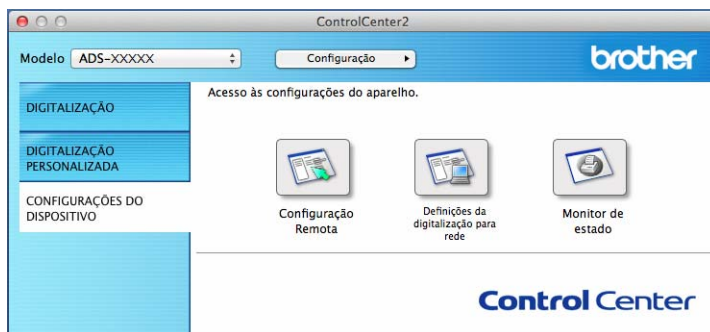 ControlCenter2
Modelo ADS-XXXXX Configuração
brother
DIGITALIZAÇÃO
DIGITALIZAÇÃO
PERSONALIZADA
CONFIGURAÇÕES DO
DISPOSITIVO
Acesso às configurações do aparelho.
Configuração
Remota
Definições da
digitalização para
rede
Monitor de
estado
Control Center